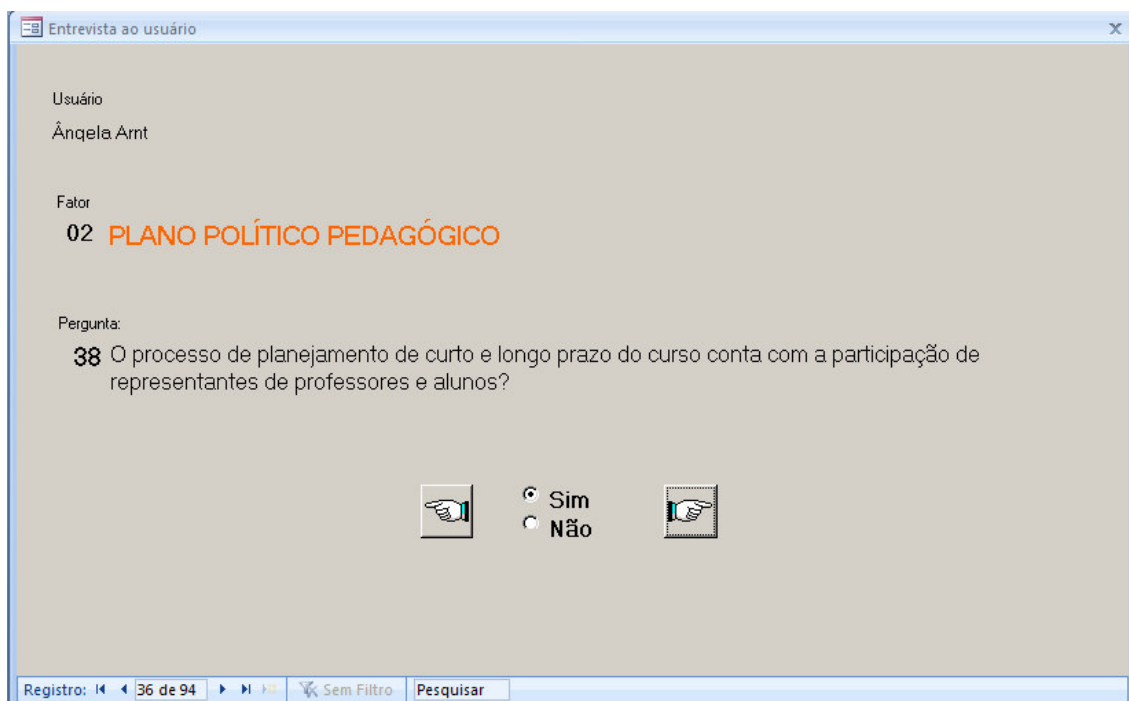 Entrevista ao usuário
Usuário
Ângela Arnt
Fator
02 PLANO POLÍTICO PEDAGÓGICO
Pergunta:
38 O processo de planejamento de curto e longo prazo do curso conta com a participação de
representantes de professores e alunos?
Sim
Não
Registro: 36 de 94 Sem Filtro Pesquisar